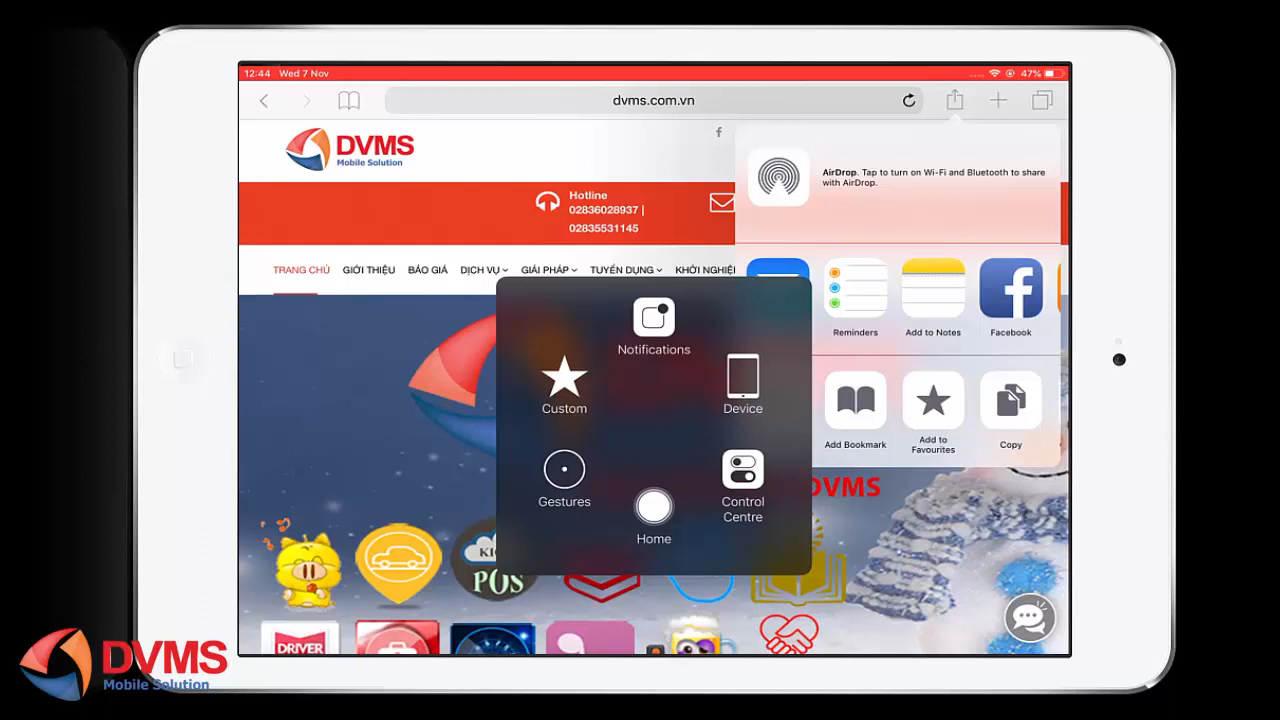 12:44 Wed 7 Nov
47%
dvms.com.vn
DVMS
Mobile Solution
Hotline
02836028937 |
02835531145
AirDrop. Tap to turn on Wi-Fi and Bluetooth to share
with AirDrop.
TRANG CHỦ GIỚI THIỆU BÁO GIÁ DỊCH VỤ GIẢI PHÁP TUYỂN DỤNG KHỞI NGHIỆP
Reminders
Add to Notes
Facebook
Notifications
Custom
Device
Gestures
Control
Centre
Home
Add Bookmark
Add to
Favourites
Copy
DVMS
POS
DRIVER
DVMS
Mobile Solution